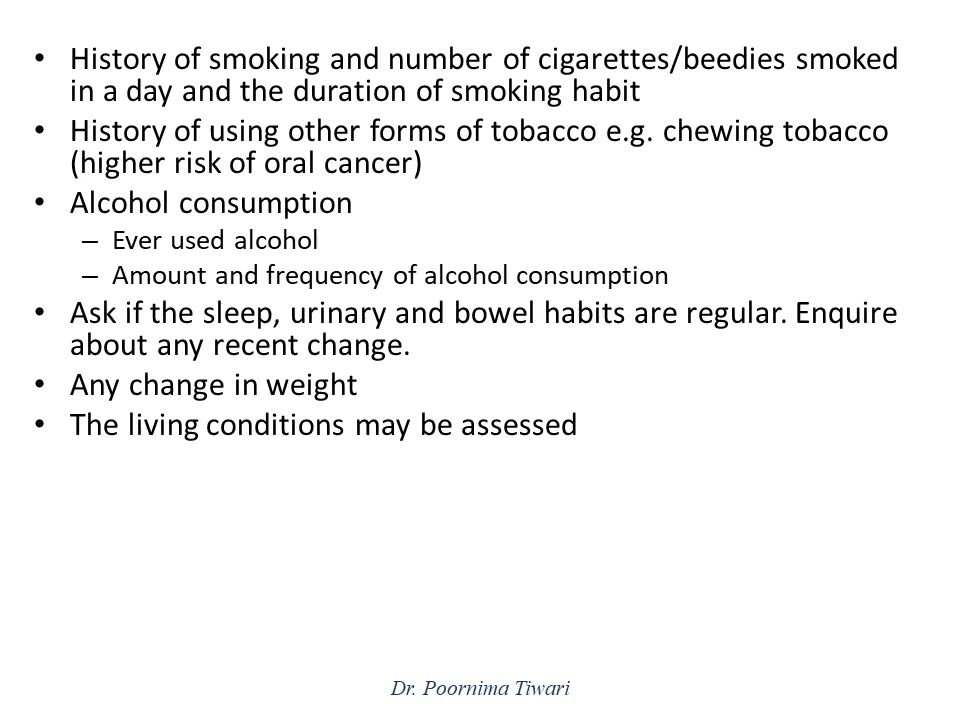 • History of smoking and number of cigarettes/beedies smoked
in a day and the duration of smoking habit
• History of using other forms of tobacco e.g. chewing tobacco
(higher risk of oral cancer)
• Alcohol consumption
– Ever used alcohol
– Amount and frequency of alcohol consumption
• Ask if the sleep, urinary and bowel habits are regular. Enquire
about any recent change.
• Any change in weight
• The living conditions may be assessed
Dr. Poornima Tiwari